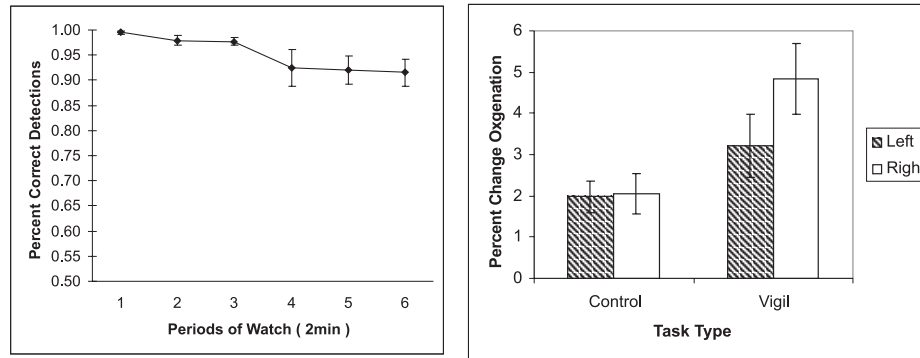 Percent Correct Detections
1.00
0.95
0.90
0.85
0.80
0.75
0.70
0.65
0.60
0.55
0.50
1 2 3 4 5 6
Periods of Watch ( 2min )
Percent Change Oxgenation
6
5
4
3
2
1
0
Control Vigil
Task Type
Left
Righ